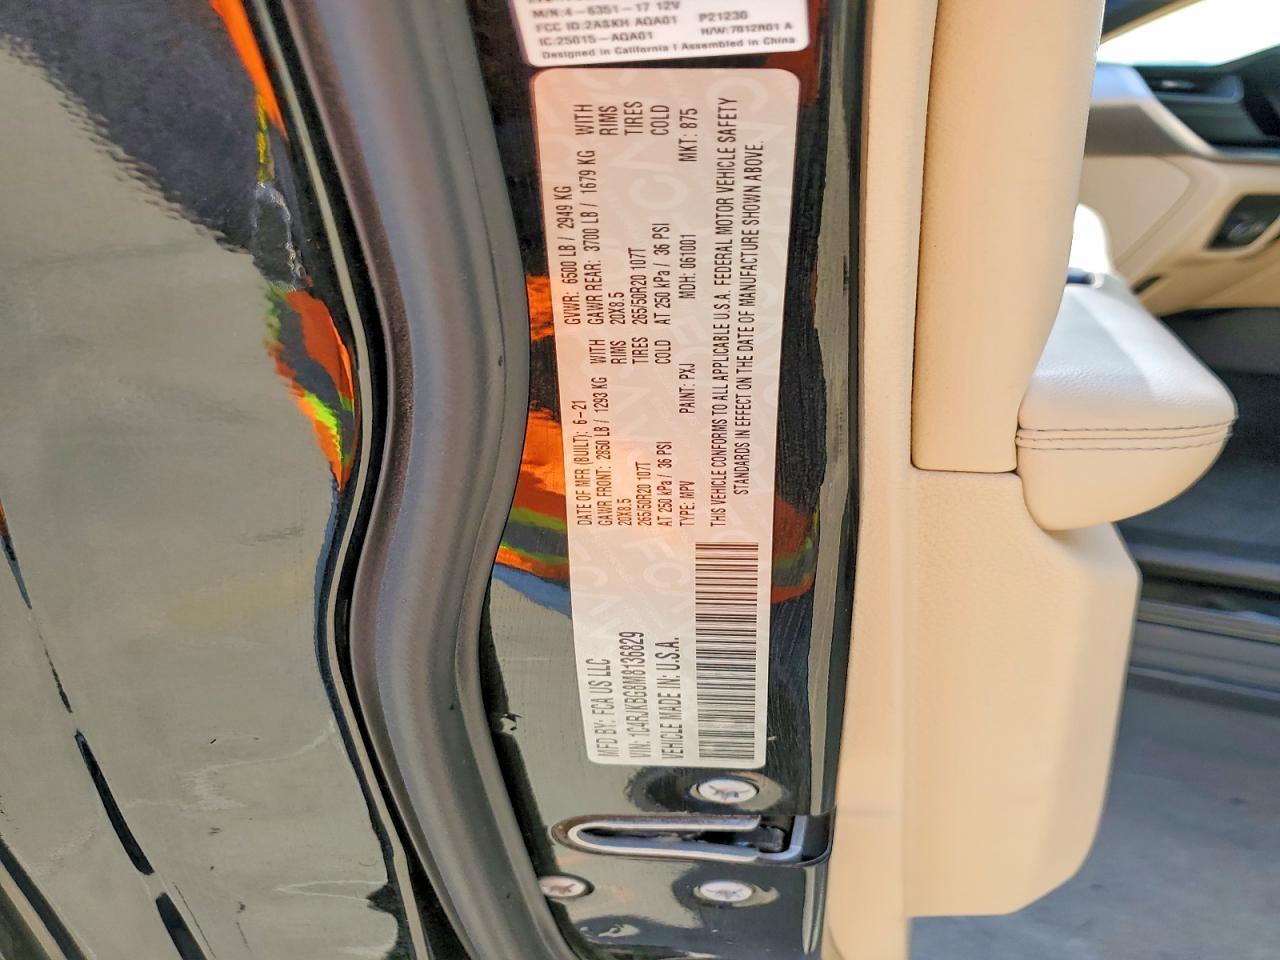 M/N:4-6351-17 12V
FCC ID:2ASKH AQA01 P21230
IC:25015-AQA01 H/W:7012R01 A
Designed in California | Assembled in China
MFD BY: FCA US LLC
VIN: 1C4RJKBG8M8136829
VEHICLE MADE IN: U.S.A.
DATE OF MFR (BUILT): 6-21 GVWR: 6500 LB / 2949 KG
GAWR FRONT: 2850 LB / 1293 KG WITH GAWR REAR: 3700 LB / 1679 KG WITH
20X8.5 RIMS 20X8.5 RIMS
265/50R20 107T TIRES 265/50R20 107T TIRES
AT 250 kPa / 36 PSI COLD AT 250 kPa / 36 PSI COLD
TYPE: MPV PAINT: PXJ MDH: 061001 MKT: 875
THIS VEHICLE CONFORMS TO ALL APPLICABLE U.S.A. FEDERAL MOTOR VEHICLE SAFETY
STANDARDS IN EFFECT ON THE DATE OF MANUFACTURE SHOWN ABOVE.